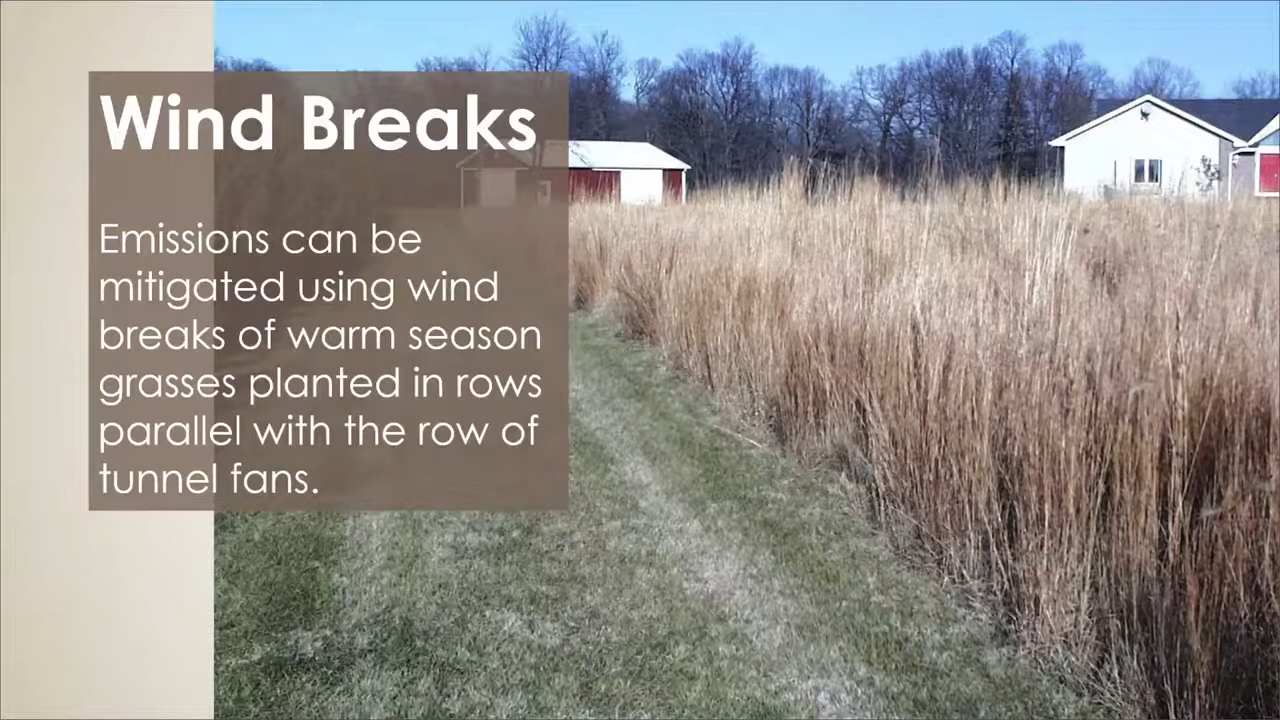 Wind Breaks
Emissions can be
mitigated using wind
breaks of warm season
grasses planted in rows
parallel with the row of
tunnel fans.